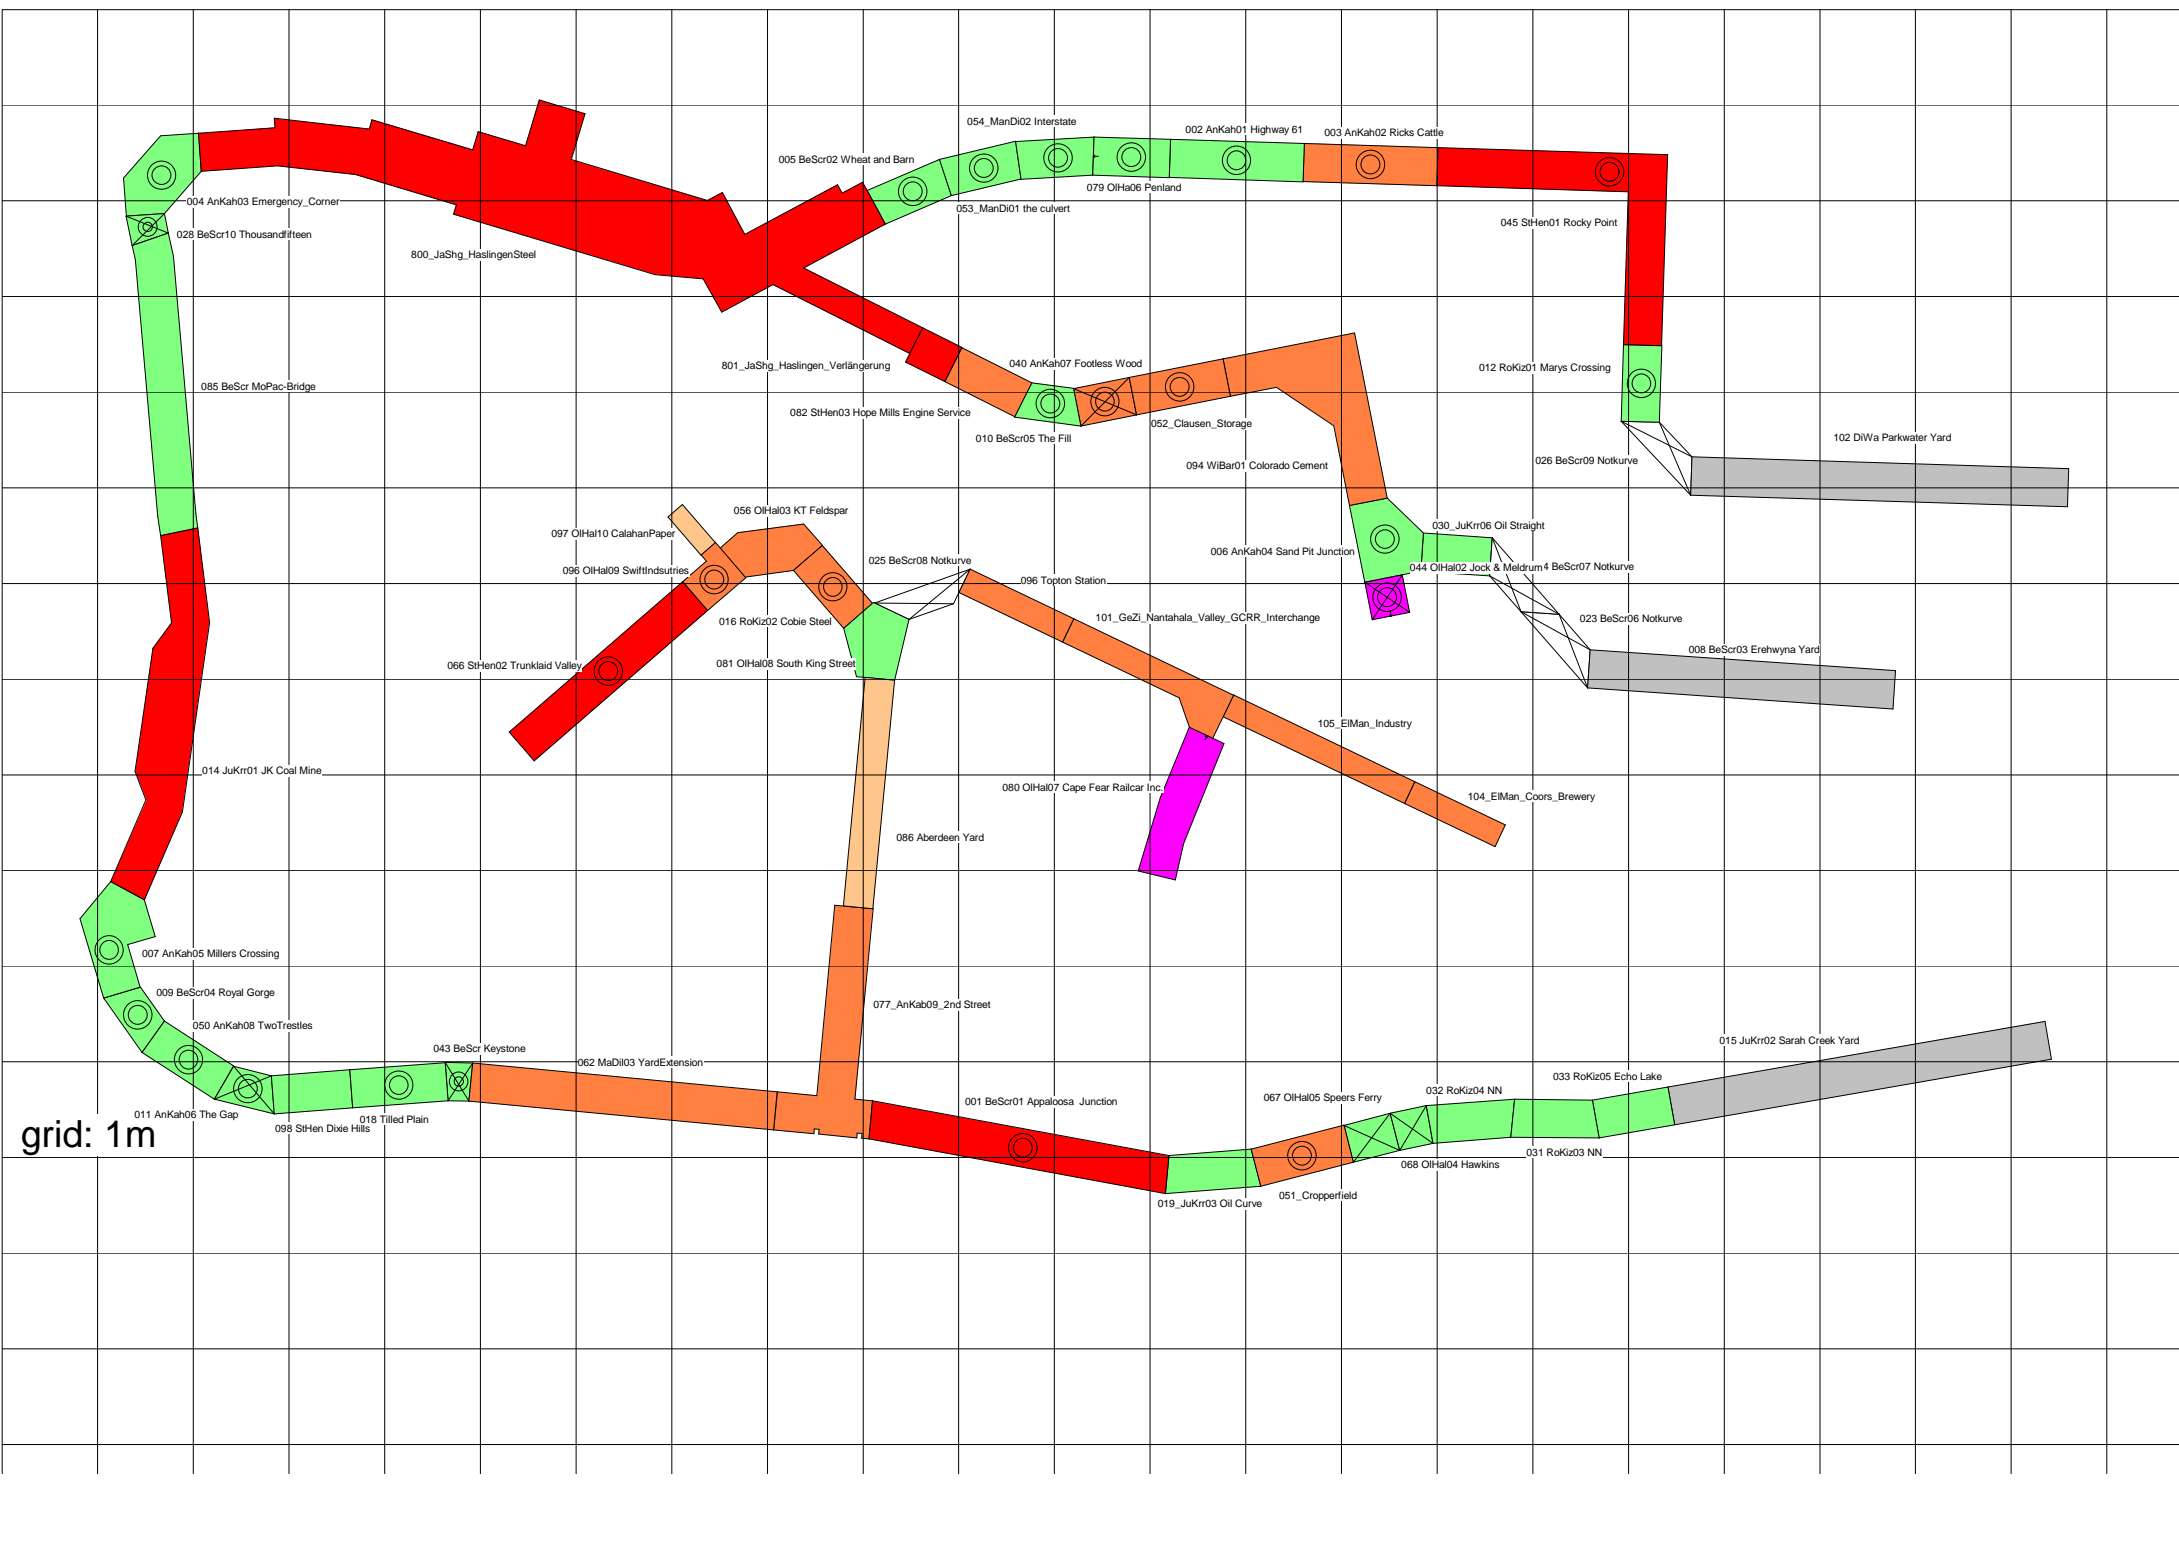 054_ManDi02 Interstate
002 AnKah01 Highway 61
003 AnKah02 Ricks Cattle
005 BeScr02 Wheat and Barn
079 OlHa06 Penland
004 AnKah03 Emergency_Corner
053_ManDi01 the culvert
045 StHen01 Rocky Point
028 BeScr10 Thousandfifteen
800_JaShg_HaslingenSteel
040 AnKah07 Footless Wood
801_JaShg_Haslingen_Verlängerung
012 RoKiz01 Marys Crossing
085 BeScr MoPac-Bridge
082 StHen03 Hope Mills Engine Service
052_Clausen_Storage
010 BeScr05 The Fill
102 DiWa Parkwater Yard
094 WiBar01 Colorado Cement
026 BeScr09 Notkurve
056 OlHal03 KT Feldspar
030_JuKrr06 Oil Straight
097 OlHal10 CalahanPaper
006 AnKah04 Sand Pit Junction
025 BeScr08 Notkurve
044 OlHal02 Jock & Meldrum
4 BeScr07 Notkurve
096 OlHal09 SwiftIndsutries
096 Topton Station
101_GeZi_Nantahala_Valley_GCRR_Interchange
023 BeScr06 Notkurve
016 RoKiz02 Cobie Steel
008 BeScr03 Erehwyna Yard
066 StHen02 Trunklaid Valley
081 OlHal08 South King Street
105_ElMan_Industry
014 JuKrr01 JK Coal Mine
080 OlHal07 Cape Fear Railcar Inc.
104_ElMan_Coors_Brewery
086 Aberdeen Yard
007 AnKah05 Millers Crossing
009 BeScr04 Royal Gorge
077_AnKab09_2nd Street
050 AnKah08 TwoTrestles
015 JuKrr02 Sarah Creek Yard
043 BeScr Keystone
062 MaDil03 YardExtension
033 RoKiz05 Echo Lake
032 RoKiz04 NN
067 OlHal05 Speers Ferry
001 BeScr01 Appaloosa Junction
011 AnKah06 The Gap
018 Tilled Plain
098 StHen Dixie Hills
grid: 1m
031 RoKiz03 NN
068 OlHal04 Hawkins
051_Cropperfield
019_JuKrr03 Oil Curve